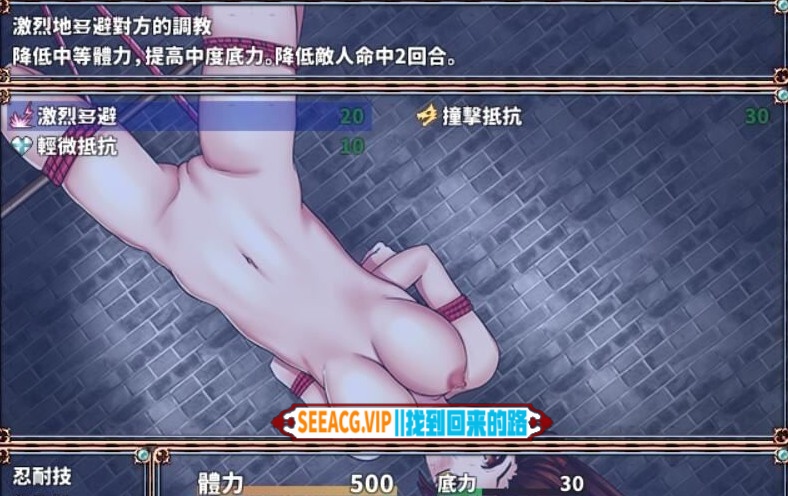 激烈地多避對方的調教
降低中等體力，提高中度底力。降低敵人命中2回合。
激烈多避 20 撞擊抵抗 30
輕微抵抗 10
SEEACG.VIP||找到回来的路
忍耐技 體力 500 底力 30